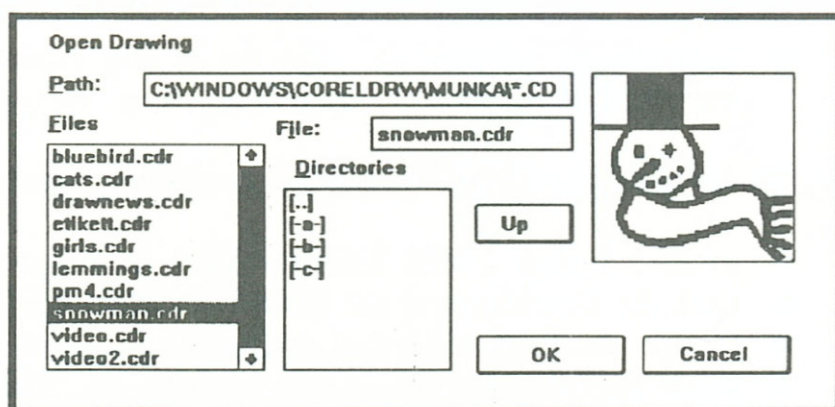 Open Drawing
Path: C:\WINDOWS\CORELDRW\MUNKA\*.CD
Files
File: snowman.cdr
bluebird.cdr
cats.cdr
drawnews.cdr
etikett.cdr
girls.cdr
lemmings.cdr
pm4.cdr
snowman.cdr
video.cdr
video2.cdr
Directories
[..]
[-a-]
[-b-]
[-c-]
Up
OK
Cancel